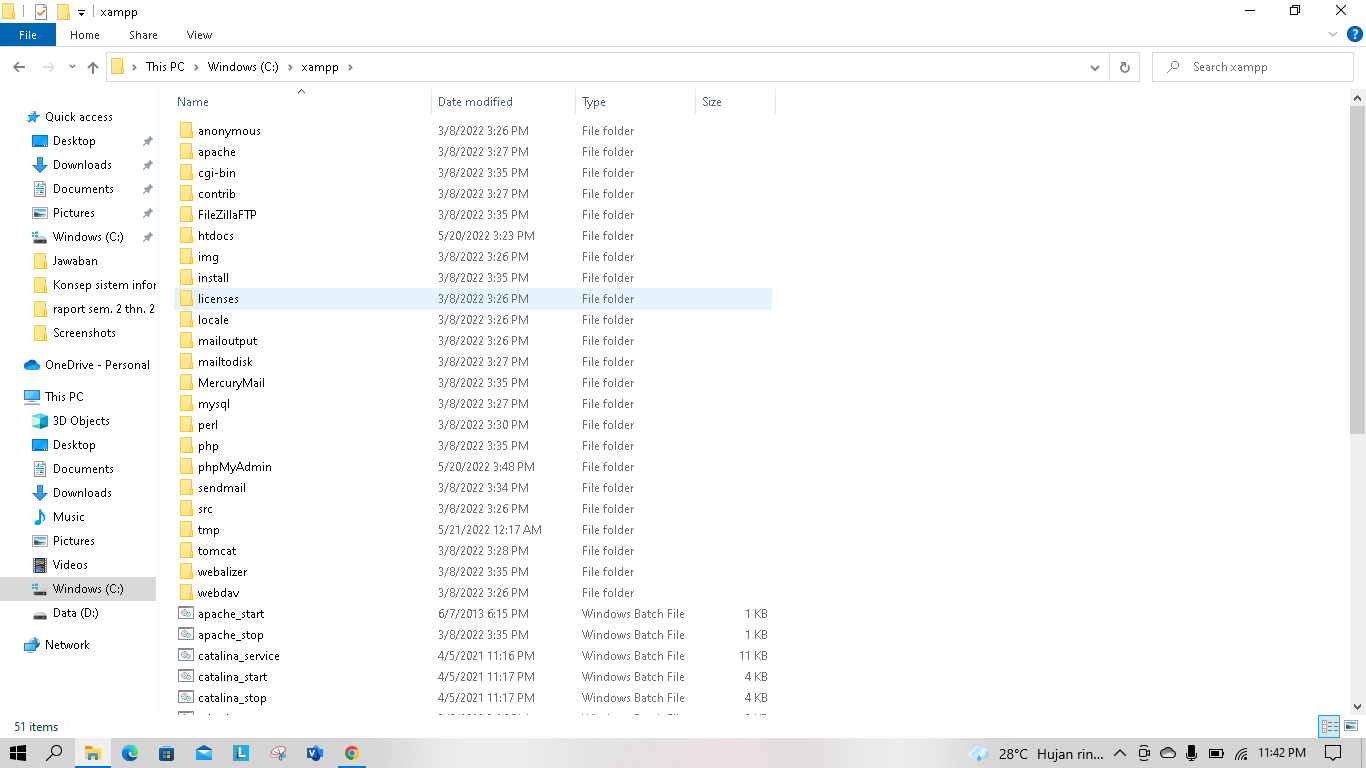 xampp
File Home Share View
This PC Windows (C:) xampp Search xampp
Name Date modified Type Size
Quick access
Desktop
Downloads
Documents
Pictures
Windows (C:)
Jawaban
Konsep sistem infor
raport sem. 2 thn. 2
Screenshots
OneDrive - Personal
This PC
3D Objects
Desktop
Documents
Downloads
Music
Pictures
Videos
Windows (C:)
Data (D:)
Network
anonymous 3/8/2022 3:26 PM File folder
apache 3/8/2022 3:27 PM File folder
cgi-bin 3/8/2022 3:35 PM File folder
contrib 3/8/2022 3:27 PM File folder
FileZillaFTP 3/8/2022 3:35 PM File folder
htdocs 5/20/2022 3:23 PM File folder
img 3/8/2022 3:26 PM File folder
install 3/8/2022 3:35 PM File folder
licenses 3/8/2022 3:26 PM File folder
locale 3/8/2022 3:26 PM File folder
mailoutput 3/8/2022 3:26 PM File folder
mailtodisk 3/8/2022 3:27 PM File folder
MercuryMail 3/8/2022 3:35 PM File folder
mysql 3/8/2022 3:27 PM File folder
perl 3/8/2022 3:30 PM File folder
php 3/8/2022 3:35 PM File folder
phpMyAdmin 5/20/2022 3:48 PM File folder
sendmail 3/8/2022 3:34 PM File folder
src 3/8/2022 3:26 PM File folder
tmp 5/21/2022 12:17 AM File folder
tomcat 3/8/2022 3:28 PM File folder
webalizer 3/8/2022 3:35 PM File folder
webdav 3/8/2022 3:26 PM File folder
apache_start 6/7/2013 6:15 PM Windows Batch File 1 KB
apache_stop 3/8/2022 3:35 PM Windows Batch File 1 KB
catalina_service 4/5/2021 11:16 PM Windows Batch File 11 KB
catalina_start 4/5/2021 11:17 PM Windows Batch File 4 KB
catalina_stop 4/5/2021 11:17 PM Windows Batch File 4 KB
51 items
28°C Hujan rin... 11:42 PM